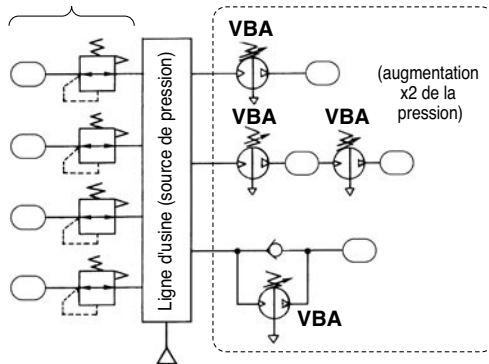 VBA
(augmentation
x2 de la
pression)
VBA
VBA
Ligne d'usine (source de pression)
VBA